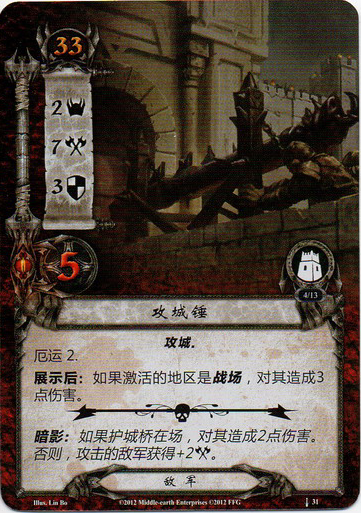 33
2
7
3
5
4/13
攻城锤
攻城.
厄运 2.
展示后：如果激活的地区是战场，对其造成3
点伤害。
暗影：如果护城桥在场，对其造成2点伤害。
否则，攻击的敌军获得+2
敌 军
Illus. Lin Bo ©2012 Middle-earth Enterprises ©2012 FFG 31